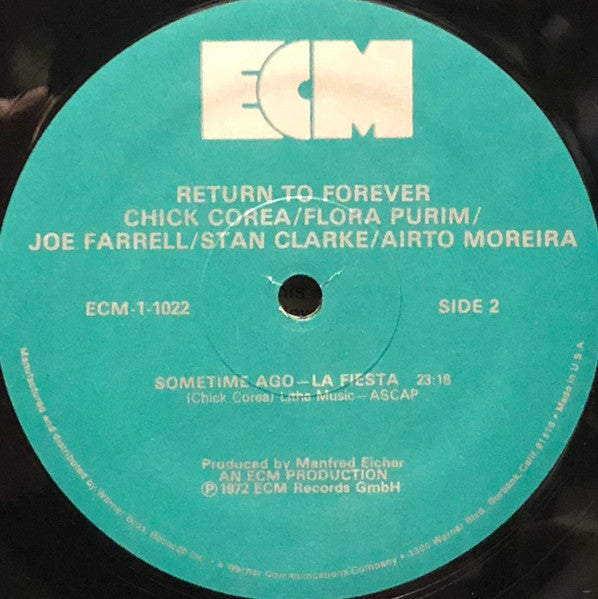 ECM
RETURN TO FOREVER
CHICK COREA/FLORA PURIM/
JOE FARRELL/STAN CLARKE/AIRTO MOREIRA
ECM-1-1022
SIDE 2
SOMETIME AGO—LA FIESTA 23:18
(Chick Corea) Litha Music—ASCAP
Produced by Manfred Eicher
AN ECM PRODUCTION
Ⓟ 1972 ECM Records GmbH
Manufactured and distributed by Warner Bros. Records Inc. • a Warner Communications Company • 3300 Warner Blvd. Burbank, Calif. 91510 • Made in U.S.A.